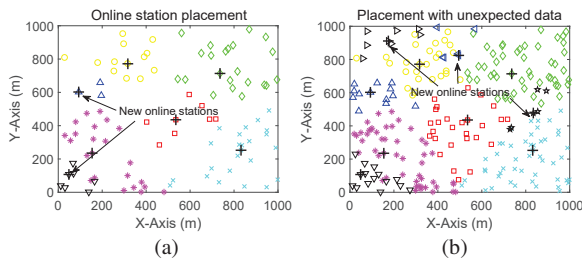 Online station placement
Placement with unexpected data
1000
800
600
400
200
0
Y-Axis (m)
New online stations
0 200 400 600 800 1000
X-Axis (m)
(a)
1000
800
600
400
200
0
Y-Axis (m)
New online stations
0 200 400 600 800 1000
X-Axis (m)
(b)